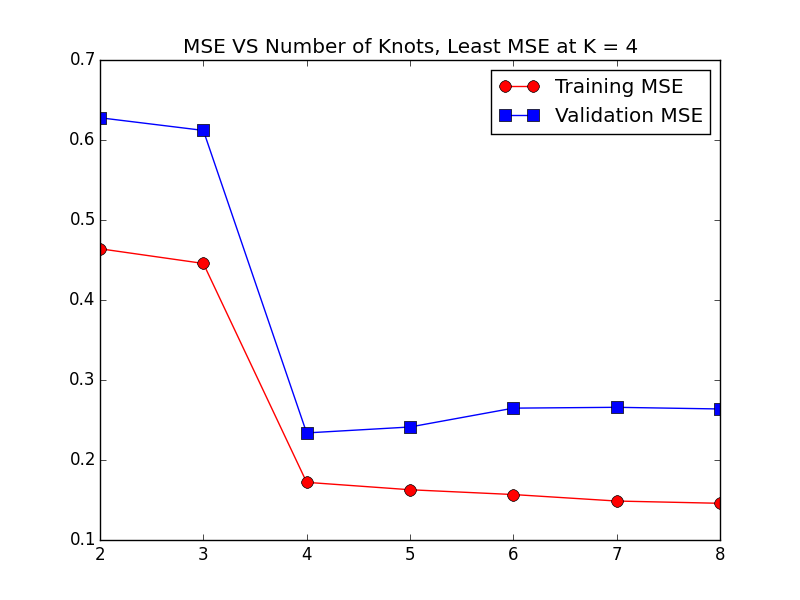 MSE VS Number of Knots, Least MSE at K = 4
Training MSE
Validation MSE
0.7
0.6
0.5
0.4
0.3
0.2
0.1
2 3 4 5 6 7 8